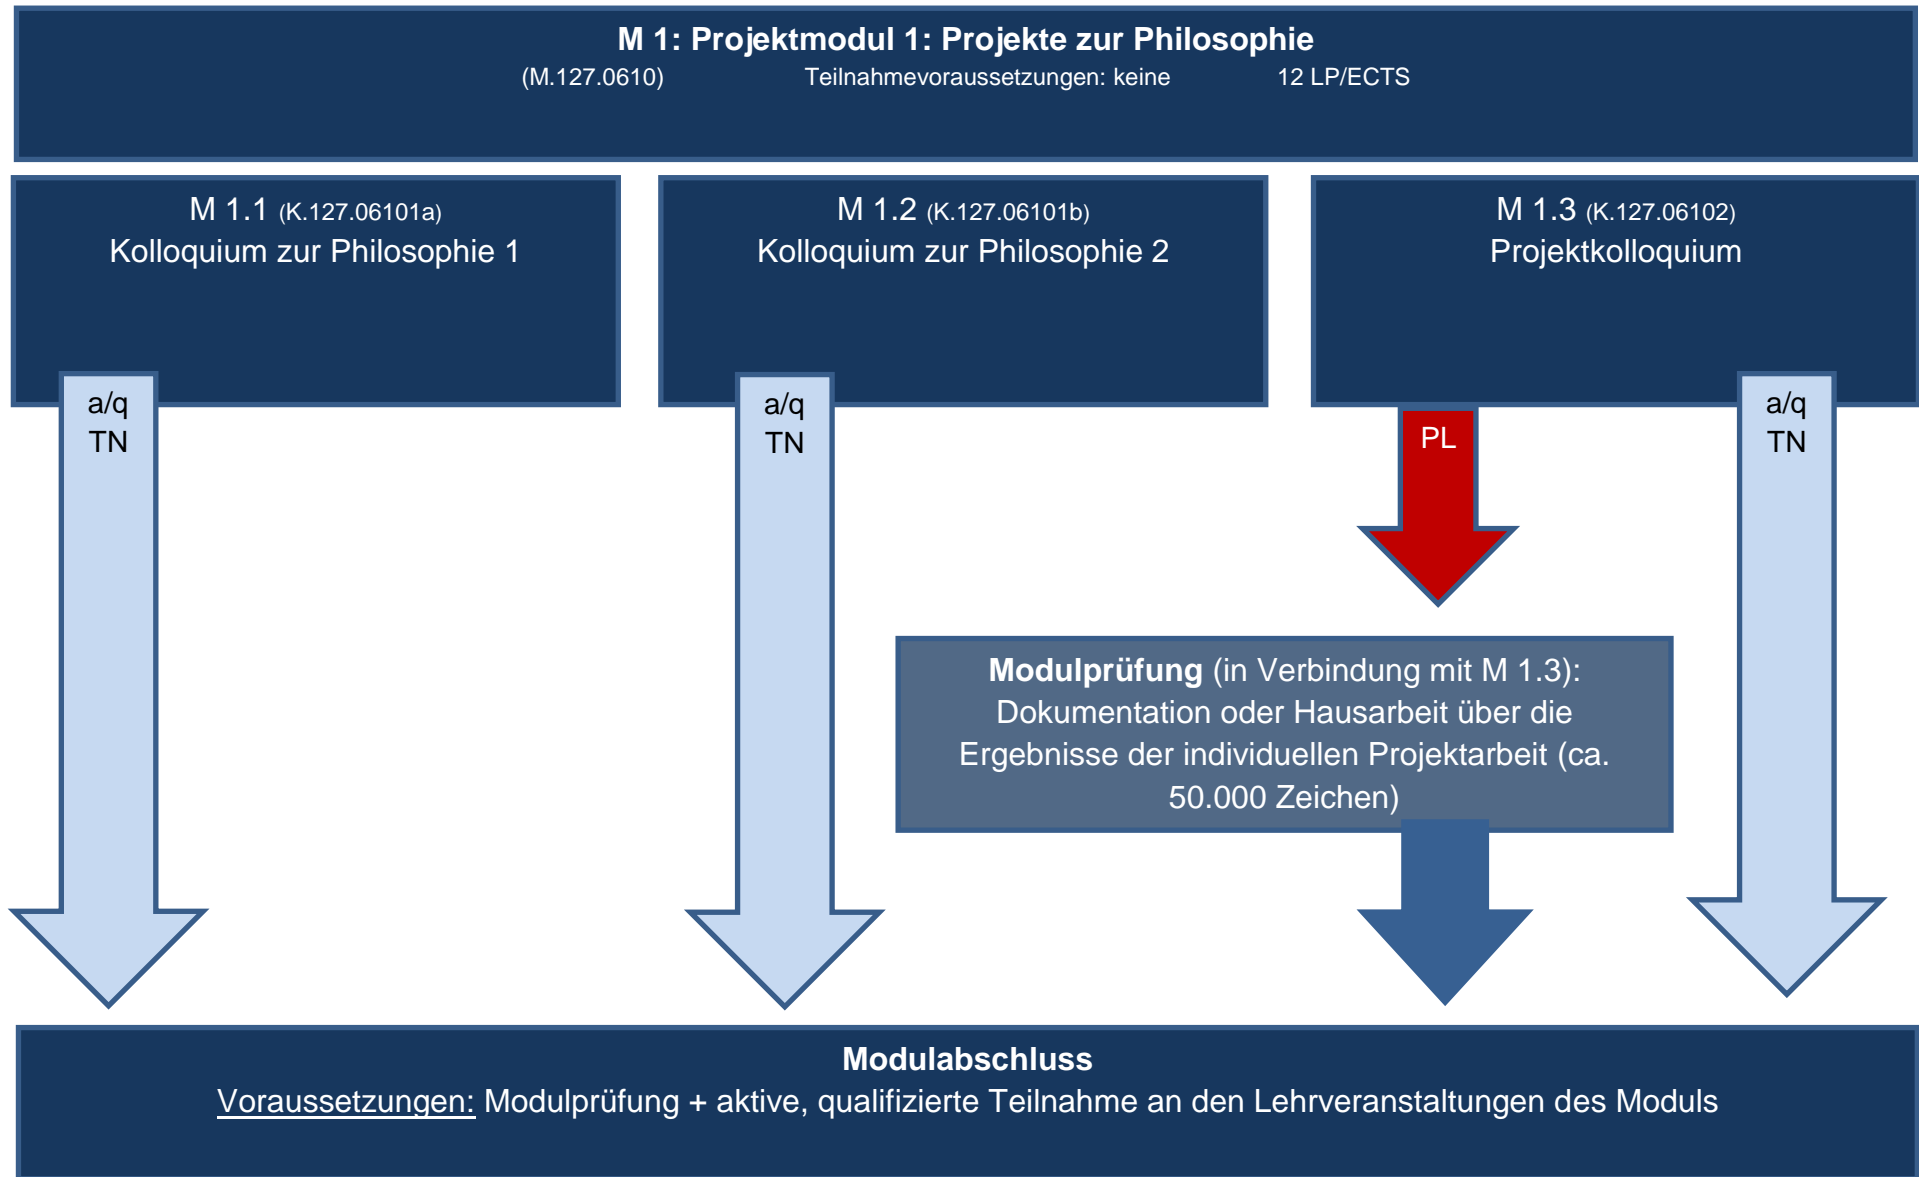 M 1: Projektmodul 1: Projekte zur Philosophie
(M.127.0610) Teilnahmevoraussetzungen: keine 12 LP/ECTS
M 1.1 (K.127.06101a)
Kolloquium zur Philosophie 1
M 1.2 (K.127.06101b)
Kolloquium zur Philosophie 2
M 1.3 (K.127.06102)
Projektkolloquium
a/q
TN
a/q
TN
PL
a/q
TN
Modulprüfung (in Verbindung mit M 1.3):
Dokumentation oder Hausarbeit über die
Ergebnisse der individuellen Projektarbeit (ca.
50.000 Zeichen)
Modulabschluss
Voraussetzungen: Modulprüfung + aktive, qualifizierte Teilnahme an den Lehrveranstaltungen des Moduls